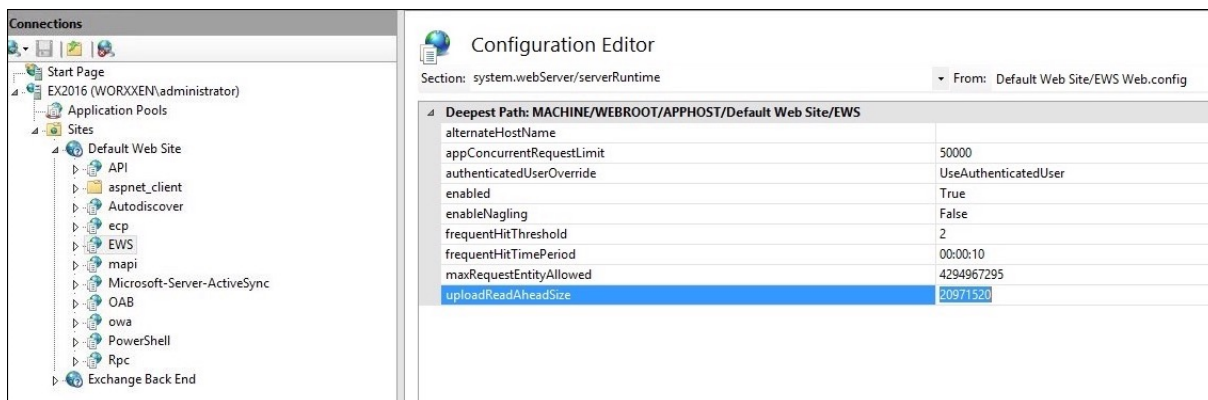 Connections
Start Page
EX2016 (WORXXEN\administrator)
Application Pools
Sites
Default Web Site
API
aspnet_client
Autodiscover
ecp
EWS
mapi
Microsoft-Server-ActiveSync
OAB
owa
PowerShell
Rpc
Exchange Back End
Configuration Editor
Section: system.webServer/serverRuntime From: Default Web Site/EWS Web.config
Deepest Path: MACHINE/WEBROOT/APPHOST/Default Web Site/EWS
alternateHostName
appConcurrentRequestLimit 50000
authenticatedUserOverride UseAuthenticatedUser
enabled True
enableNagling False
frequentHitThreshold 2
frequentHitTimePeriod 00:00:10
maxRequestEntityAllowed 4294967295
uploadReadAheadSize 20971520